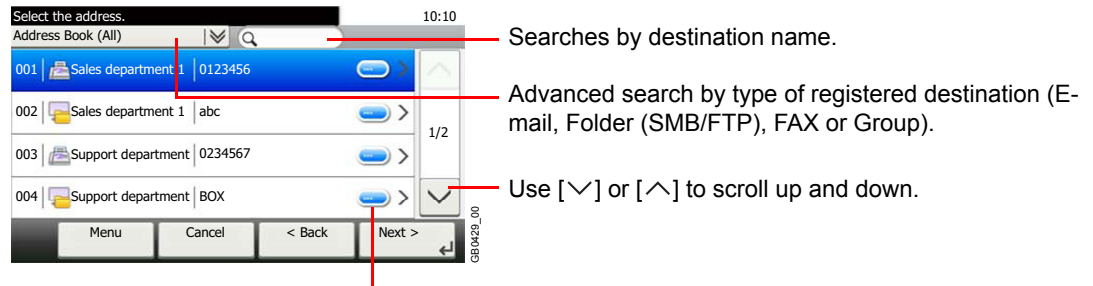 Select the address.
10:10
Address Book (All)
Searches by destination name.
001 Sales department 1 0123456
Advanced search by type of registered destination (E-
mail, Folder (SMB/FTP), FAX or Group).
002 Sales department 1 abc
1/2
003 Support department 0234567
Use [∨] or [∧] to scroll up and down.
004 Support department BOX
Menu Cancel < Back Next >
GB0429_00